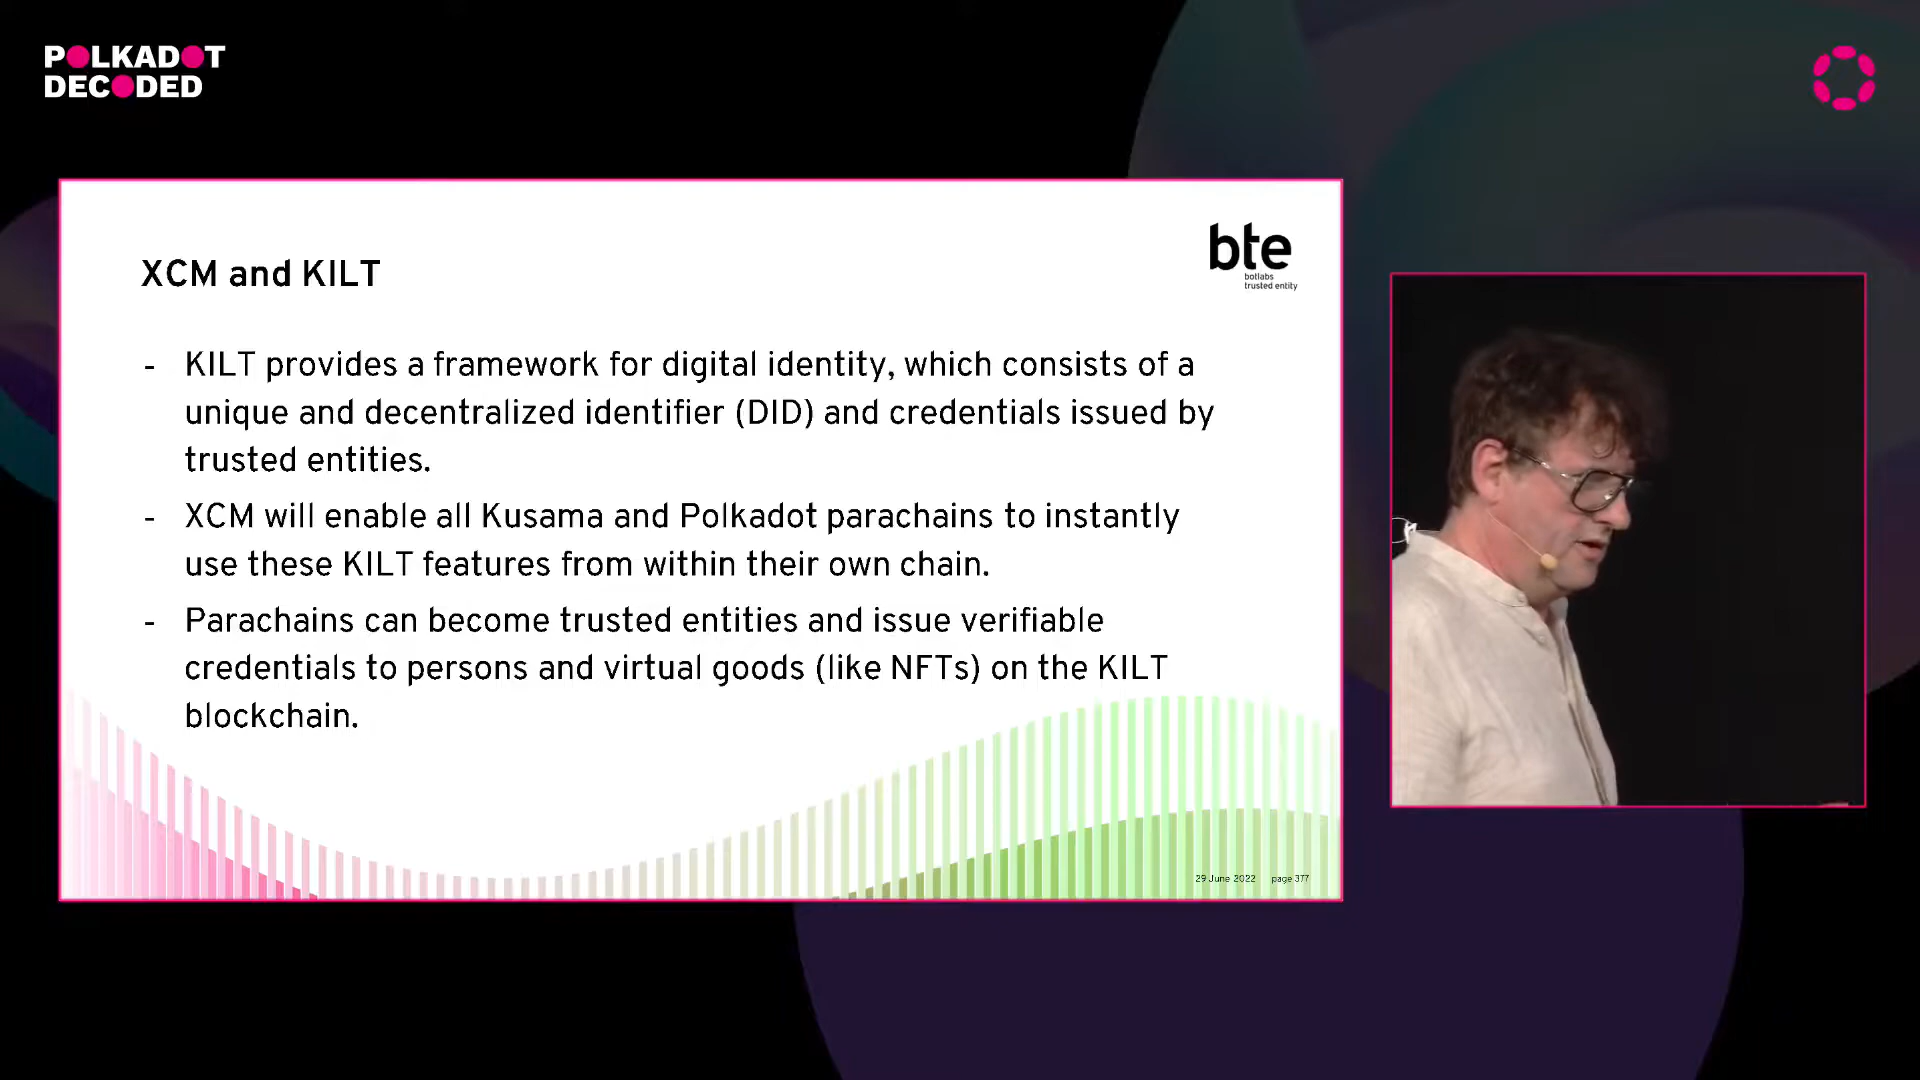 POLKADOT
DECODED
bte
botlabs
trusted entity
XCM and KILT
- KILT provides a framework for digital identity, which consists of a
unique and decentralized identifier (DID) and credentials issued by
trusted entities.
- XCM will enable all Kusama and Polkadot parachains to instantly
use these KILT features from within their own chain.
- Parachains can become trusted entities and issue verifiable
credentials to persons and virtual goods (like NFTs) on the KILT
blockchain.
29 June 2022 page 377